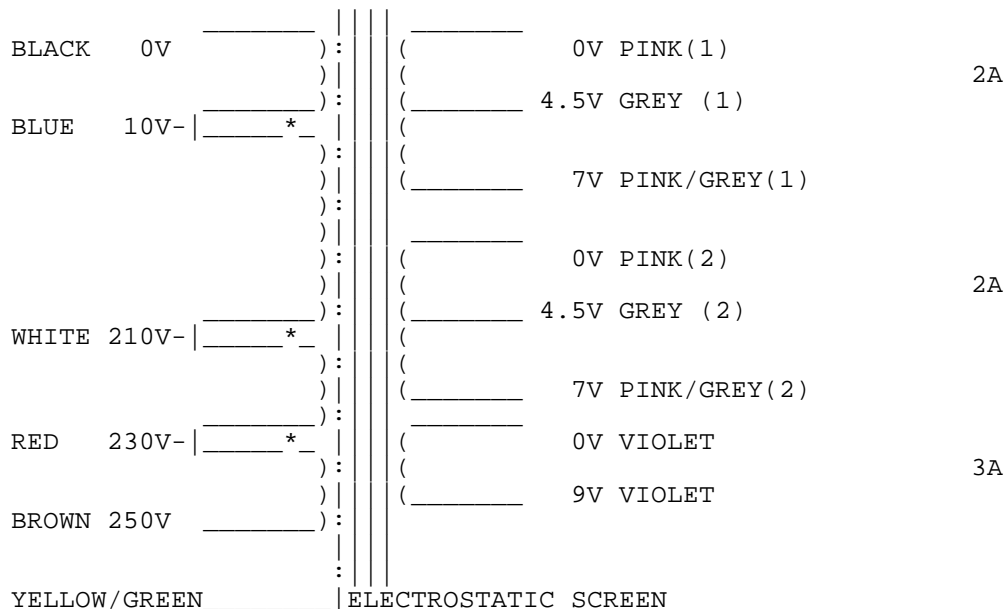 BLACK 0V 0V PINK(1)
2A
4.5V GREY (1)
BLUE 10V
7V PINK/GREY(1)
0V PINK(2)
2A
4.5V GREY (2)
WHITE 210V
7V PINK/GREY(2)
RED 230V 0V VIOLET
3A
9V VIOLET
BROWN 250V
YELLOW/GREEN ELECTROSTATIC SCREEN